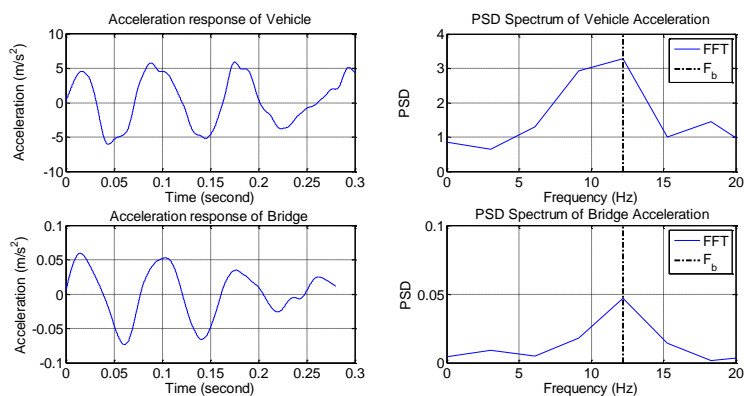 Acceleration response of Vehicle
Acceleration (m/s²)
10
5
0
-5
-10
0 0.05 0.1 0.15 0.2 0.25 0.3
Time (second)
PSD Spectrum of Vehicle Acceleration
PSD
4
3
2
1
0
0 5 10 15 20
Frequency (Hz)
FFT
F_b
Acceleration response of Bridge
Acceleration (m/s²)
0.1
0.05
0
-0.05
-0.1
0 0.05 0.1 0.15 0.2 0.25 0.3
Time (second)
PSD Spectrum of Bridge Acceleration
PSD
0.1
0.05
0
0 5 10 15 20
Frequency (Hz)
FFT
F_b